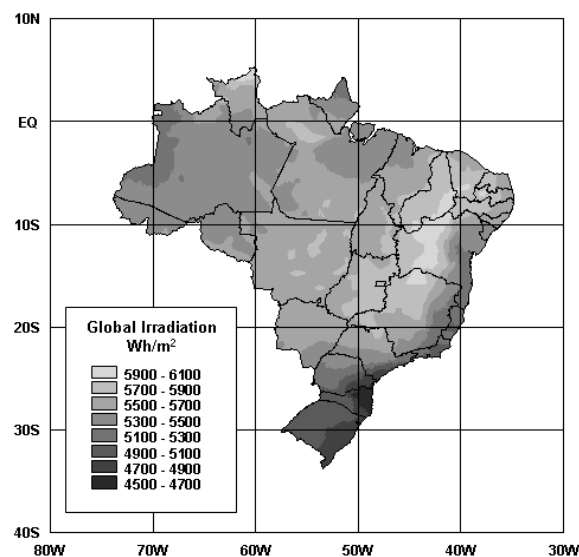 10N
EQ
10S
20S
30S
40S
Global Irradiation
Wh/m²
5900 - 6100
5700 - 5900
5500 - 5700
5300 - 5500
5100 - 5300
4900 - 5100
4700 - 4900
4500 - 4700
80W 70W 60W 50W 40W 30W